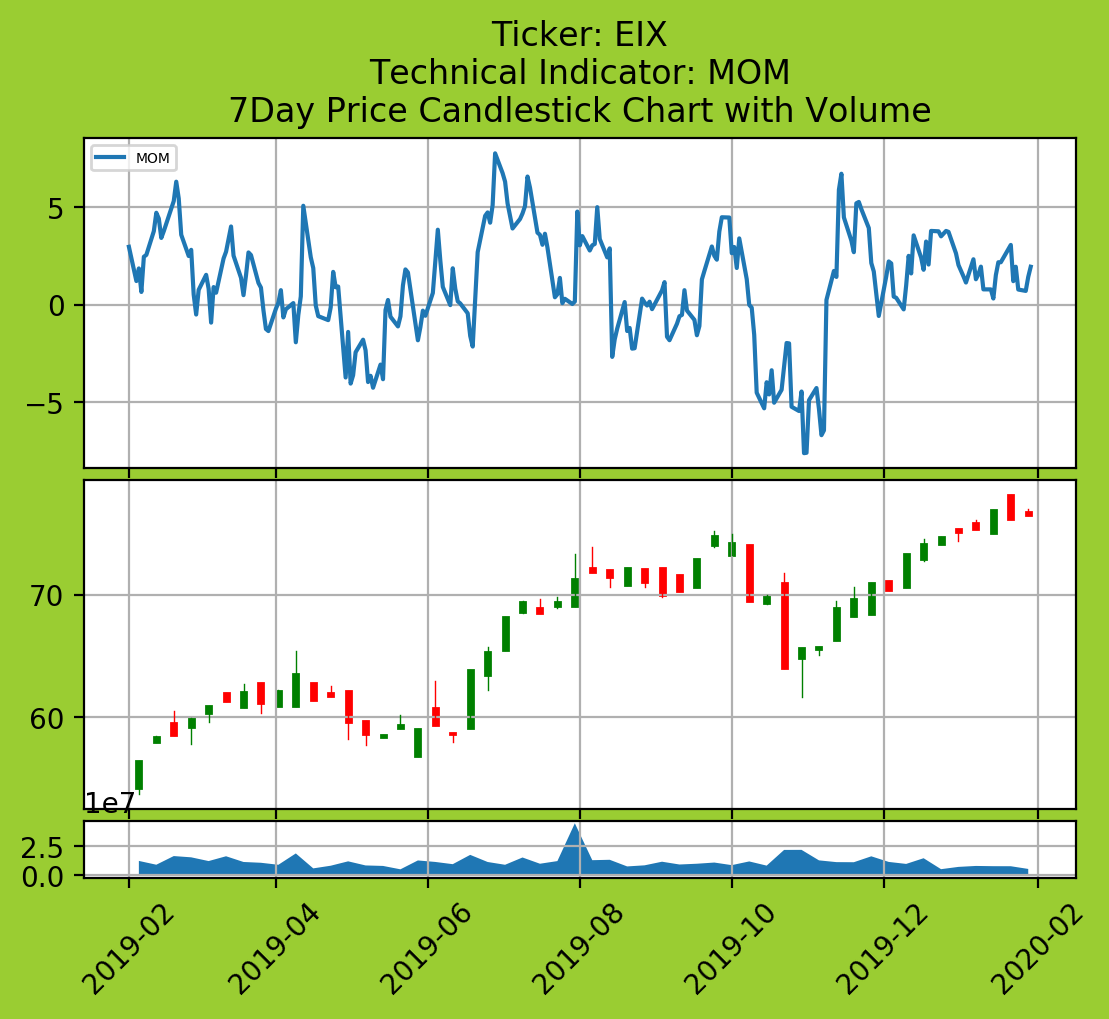 Ticker: EIX
Technical Indicator: MOM
7Day Price Candlestick Chart with Volume
MOM
5
0
−5
70
60
1e7
2.5
0.0
2019-02
2019-04
2019-06
2019-08
2019-10
2019-12
2020-02